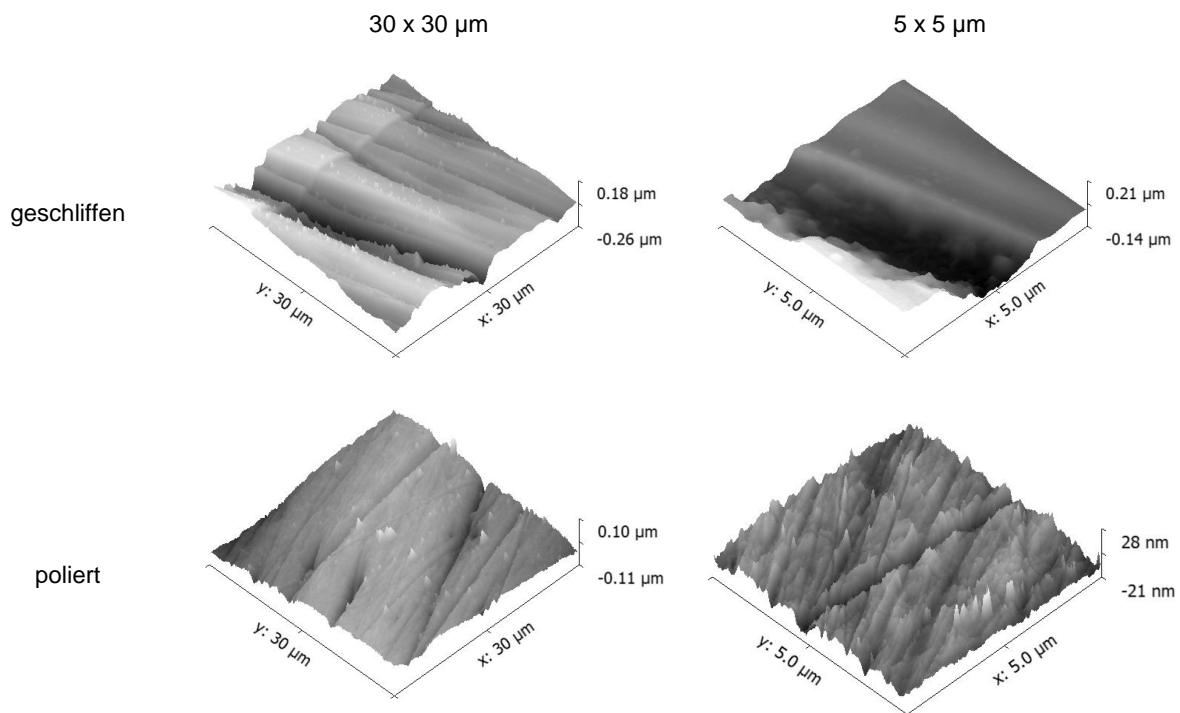 30 x 30 µm
5 x 5 µm
geschliffen
0.18 µm
-0.26 µm
y: 30 µm
x: 30 µm
0.21 µm
-0.14 µm
y: 5.0 µm
x: 5.0 µm
poliert
0.10 µm
-0.11 µm
y: 30 µm
x: 30 µm
28 nm
-21 nm
y: 5.0 µm
x: 5.0 µm